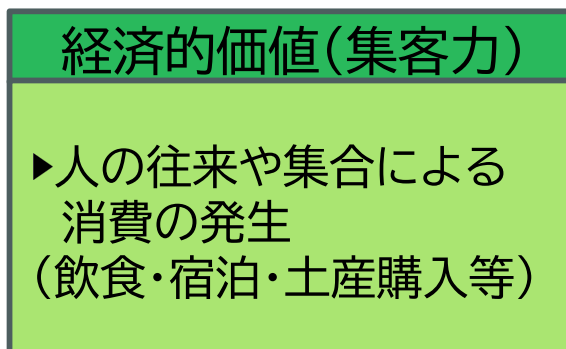 経済的価値（集客力）
▶人の往来や集合による
消費の発生
（飲食･宿泊･土産購入等）